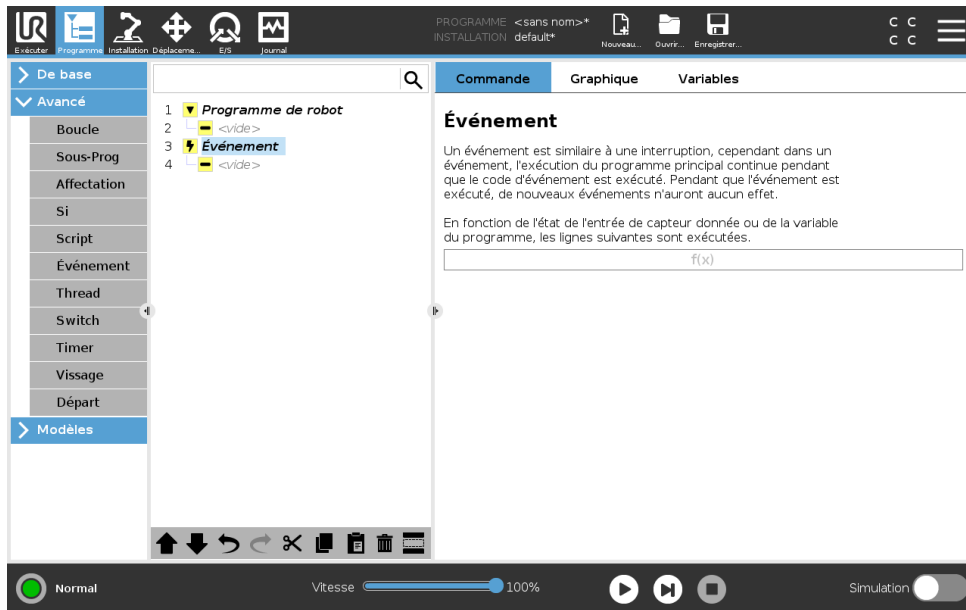 PROGRAMME <sans nom>*
INSTALLATION default*
C C
C C
Exécuter Programme Installation Déplaceme... E/S Journal Nouveau... Ouvrir... Enregistrer...
De base
Avancé
Boucle
Sous-Prog
Affectation
Si
Script
Événement
Thread
Switch
Timer
Vissage
Départ
Modèles
1 Programme de robot
2 <vide>
3 Événement
4 <vide>
Commande Graphique Variables
Événement
Un événement est similaire à une interruption, cependant dans un
événement, l'exécution du programme principal continue pendant
que le code d'événement est exécuté. Pendant que l'événement est
exécuté, de nouveaux événements n'auront aucun effet.
En fonction de l'état de l'entrée de capteur donnée ou de la variable
du programme, les lignes suivantes sont exécutées.
f(x)
Normal
Vitesse 100%
Simulation